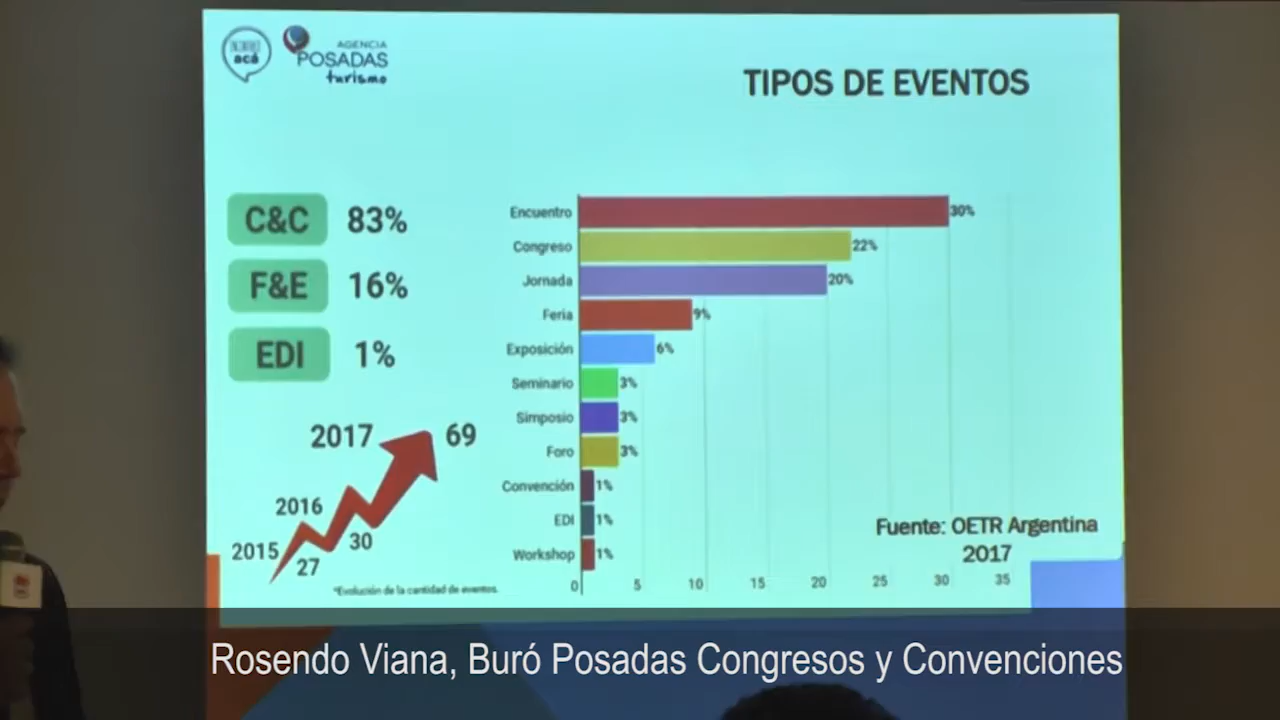 ENCONTRÉMONOS
acá
AGENCIA
POSADAS
turismo
TIPOS DE EVENTOS
C&C 83%
F&E 16%
EDI 1%
2017 69
2016
30
2015
27
*Evolución de la cantidad de eventos.
Encuentro 30%
Congreso 22%
Jornada 20%
Feria 9%
Exposición 6%
Seminario 3%
Simposio 3%
Foro 3%
Convención 1%
EDI 1%
Workshop 1%
0 5 10 15 20 25 30 35
Fuente: OETR Argentina
2017
Rosendo Viana, Buró Posadas Congresos y Convenciones